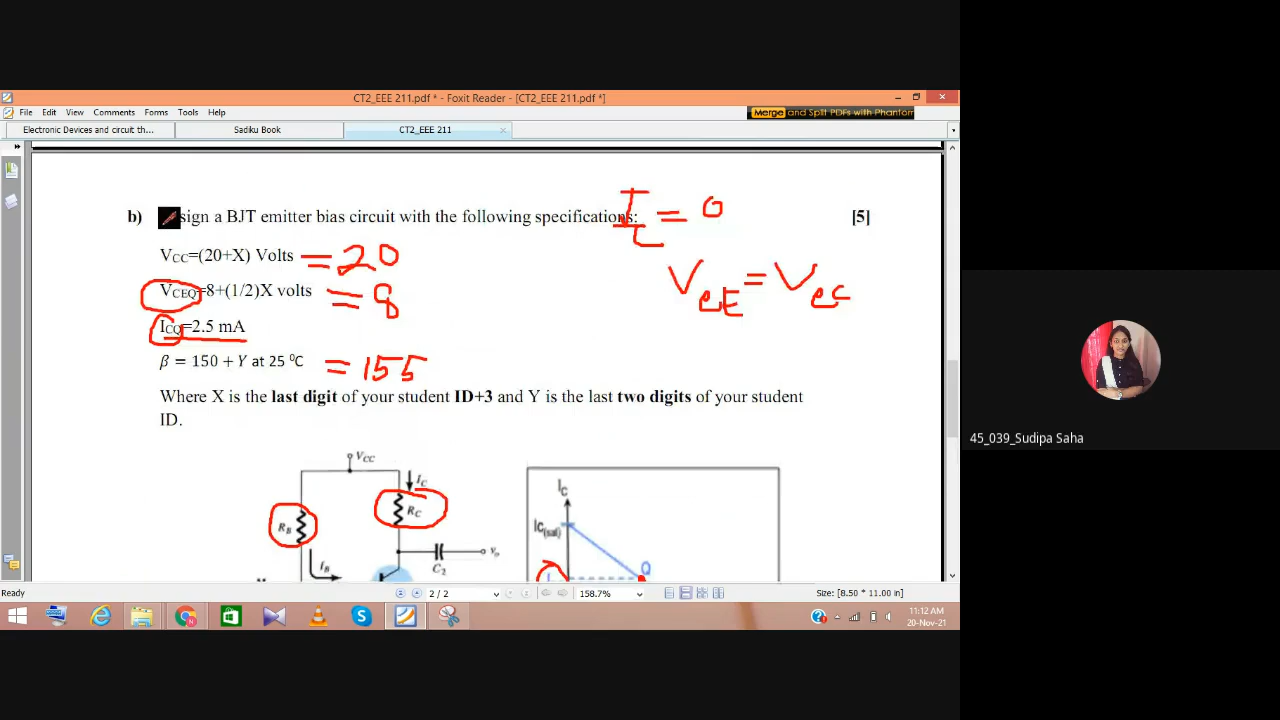 CT2_EEE 211.pdf * - Foxit Reader - [CT2_EEE 211.pdf *]
File Edit View Comments Forms Tools Help
Merge and Split PDFs with Phantom
Electronic Devices and circuit th... Sadiku Book CT2_EEE 211
b) sign a BJT emitter bias circuit with the following specifications: [5]
I_C = 0
VCC=(20+X) Volts = 20
VCE = VCC
VCEQ=8+(1/2)X volts = 8
ICQ=2.5 mA
β = 150 + Y at 25 ⁰C = 155
Where X is the last digit of your student ID+3 and Y is the last two digits of your student
ID.
VCC
IC
RB
RC
IB
C2
vo
IC
IC(sat)
Q
45_039_Sudipa Saha
Ready 2 / 2 158.7% Size: [8.50 * 11.00 in]
11:12 AM
20-Nov-21